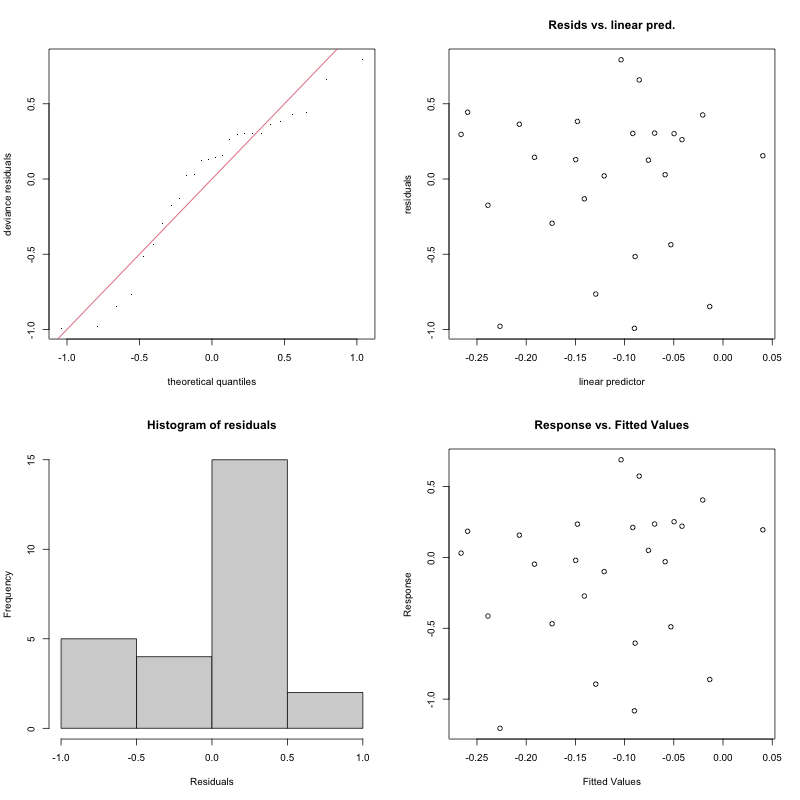 deviance residuals
0.5
0.0
-0.5
-1.0
-1.0 -0.5 0.0 0.5 1.0
theoretical quantiles
Resids vs. linear pred.
residuals
0.5
0.0
-0.5
-1.0
-0.25 -0.20 -0.15 -0.10 -0.05 0.00 0.05
linear predictor
Histogram of residuals
Frequency
15
10
5
0
-1.0 -0.5 0.0 0.5 1.0
Residuals
Response vs. Fitted Values
Response
0.5
0.0
-0.5
-1.0
-0.25 -0.20 -0.15 -0.10 -0.05 0.00 0.05
Fitted Values